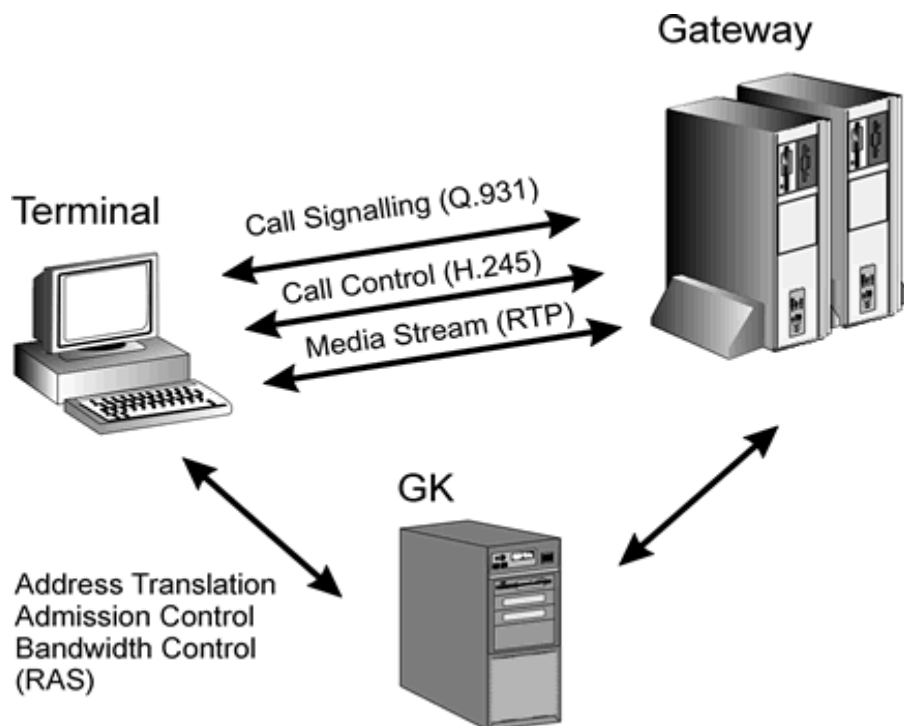 Gateway
Terminal
Call Signalling (Q.931)
Call Control (H.245)
Media Stream (RTP)
GK
Address Translation
Admission Control
Bandwidth Control
(RAS)